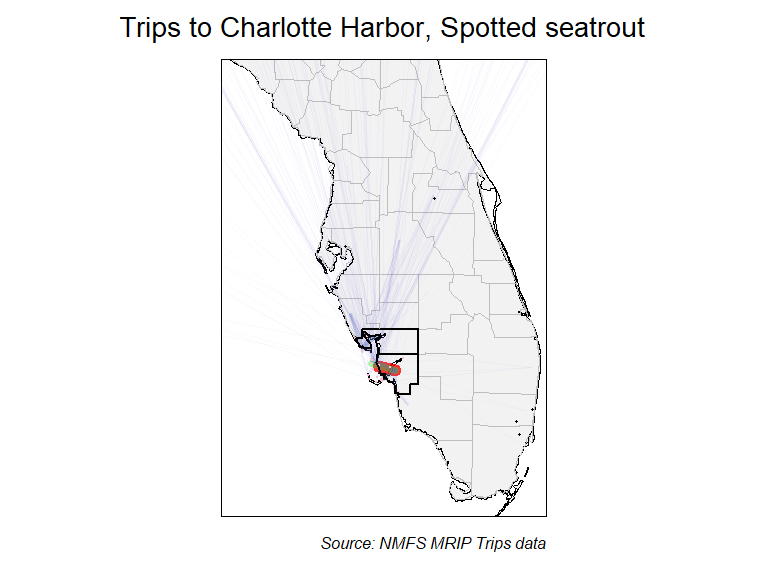 Trips to Charlotte Harbor, Spotted seatrout
Source: NMFS MRIP Trips data